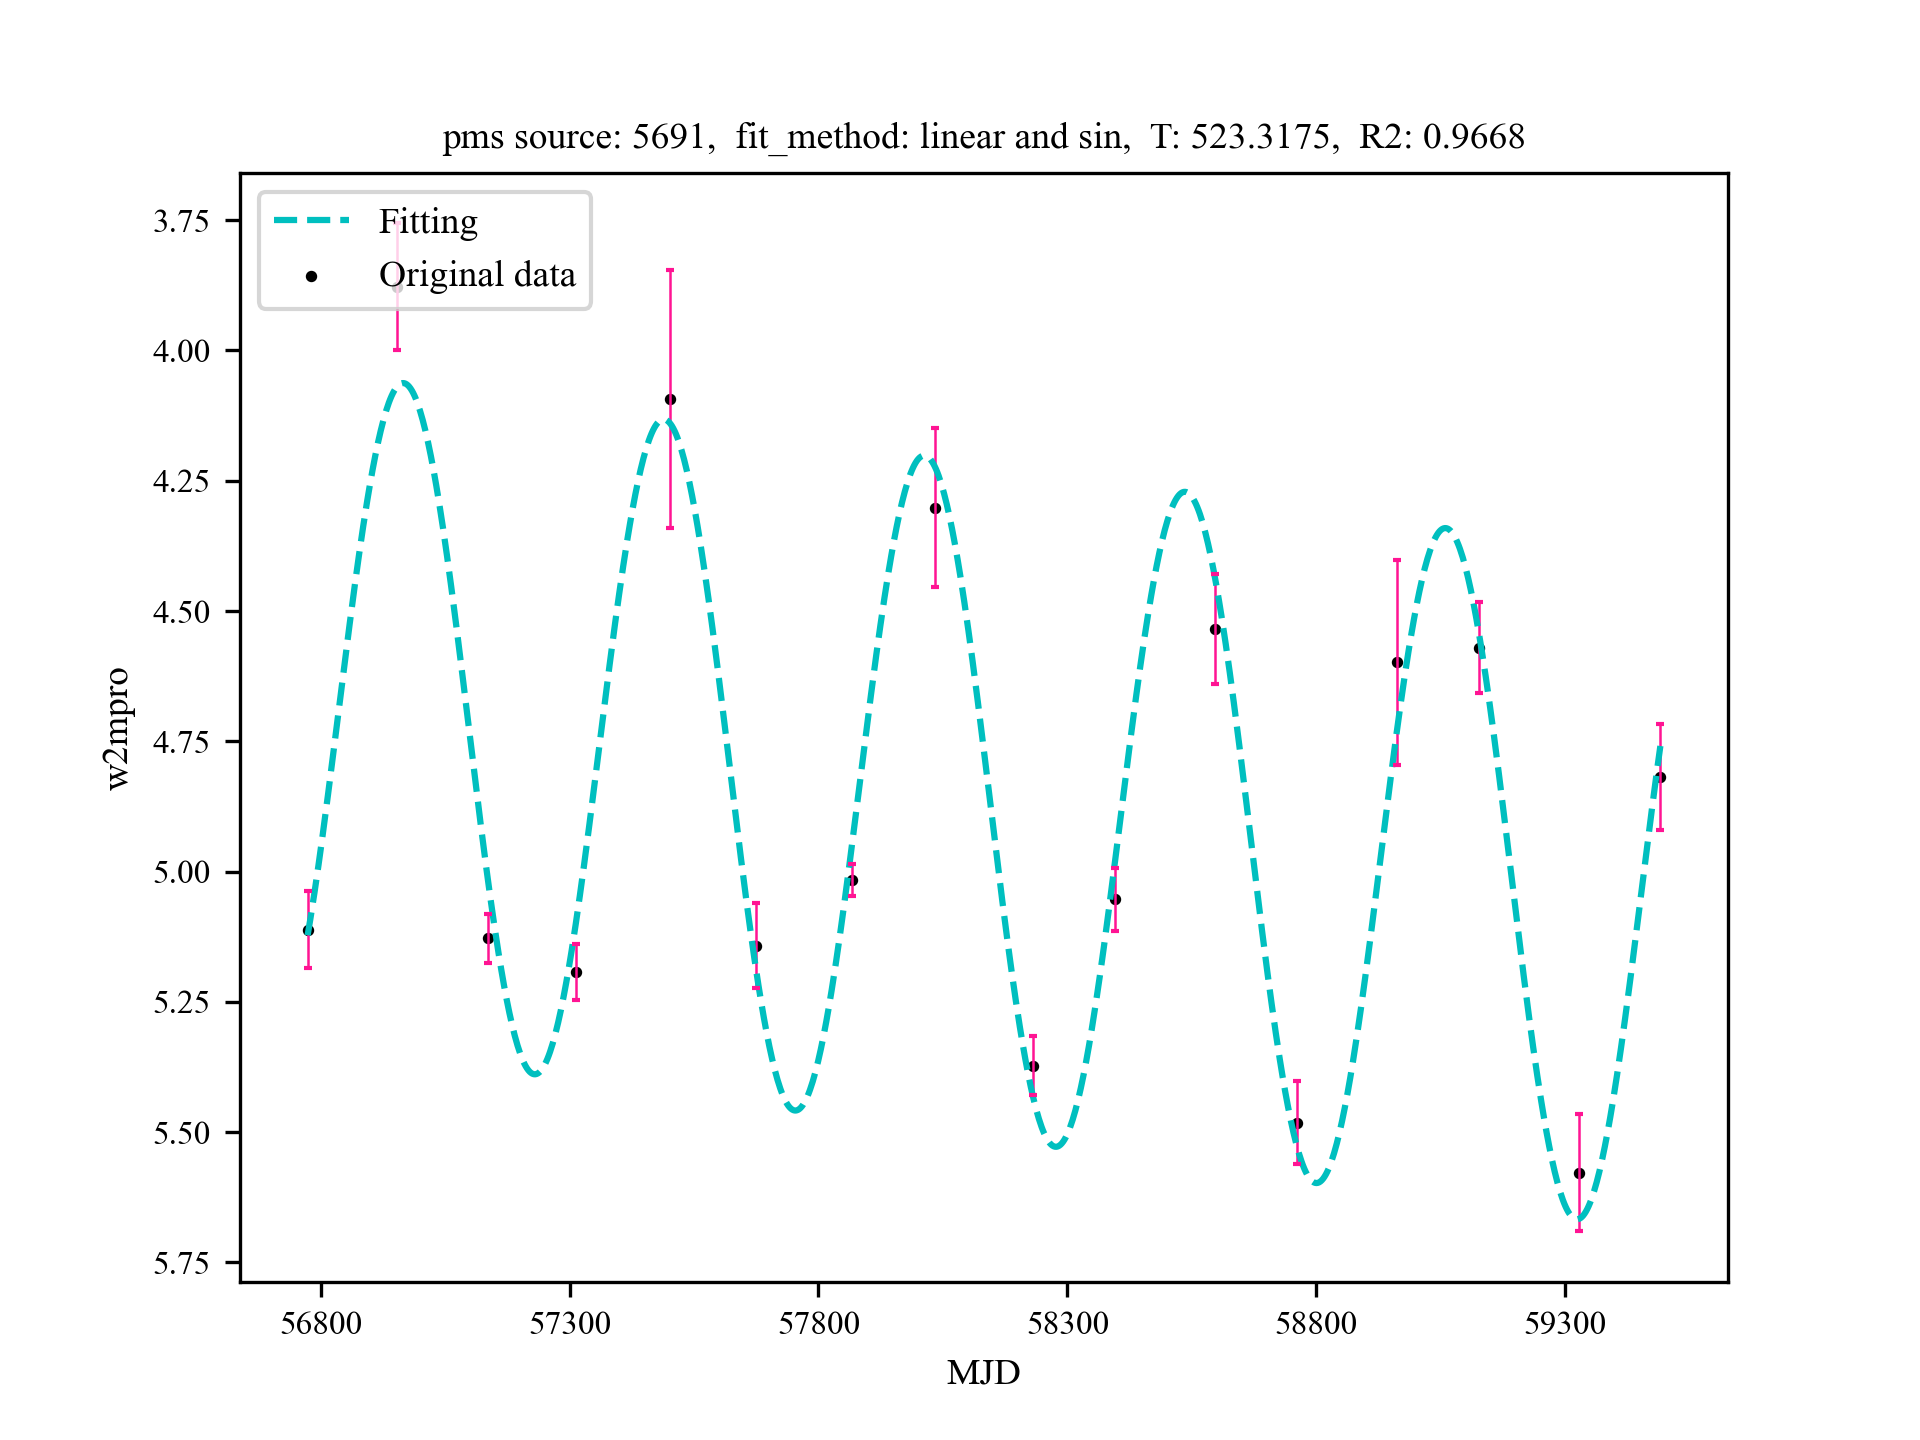 pms source: 5691, fit_method: linear and sin, T: 523.3175, R2: 0.9668
Fitting
Original data
3.75
4.00
4.25
4.50
4.75
5.00
5.25
5.50
5.75
w2mpro
56800 57300 57800 58300 58800 59300
MJD